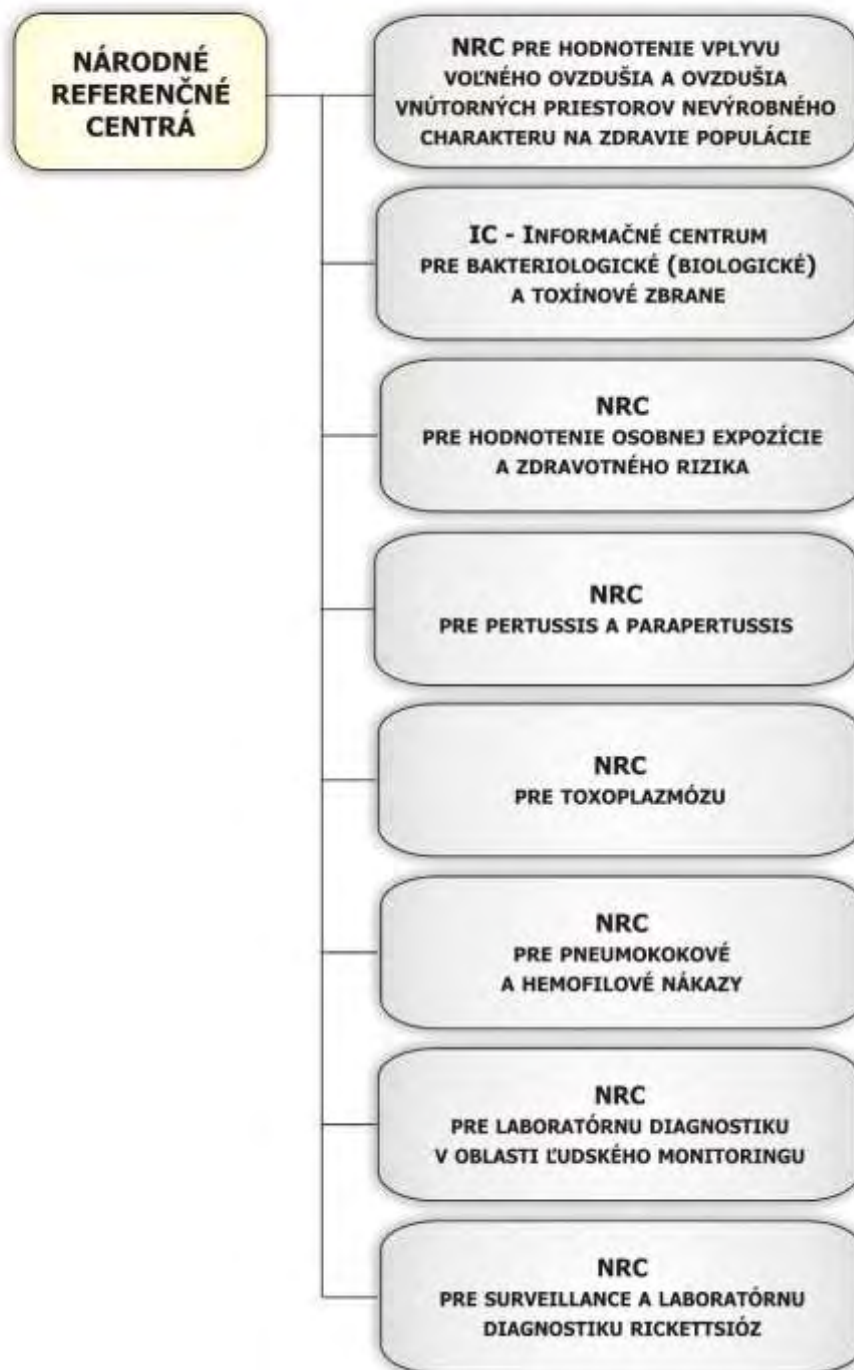 NÁRODNÉ
REFERENČNÉ
CENTRÁ
NRC PRE HODNOTENIE VPLYVU
VOĽNÉHO OVZDUŠIA A OVZDUŠIA
VNÚTORNÝCH PRIESTOROV NEVÝROBNÉHO
CHARAKTERU NA ZDRAVIE POPULÁCIE
IC - INFORMAČNÉ CENTRUM
PRE BAKTERIOLOGICKÉ (BIOLOGICKÉ)
A TOXÍNOVÉ ZBRANE
NRC
PRE HODNOTENIE OSOBNEJ EXPOZÍCIE
A ZDRAVOTNÉHO RIZIKA
NRC
PRE PERTUSSIS A PARAPERTUSSIS
NRC
PRE TOXOPLAZMÓZU
NRC
PRE PNEUMOKOKOVÉ
A HEMOFILOVÉ NÁKAZY
NRC
PRE LABORATÓRNU DIAGNOSTIKU
V OBLASTI ĽUDSKÉHO MONITORINGU
NRC
PRE SURVEILLANCE A LABORATÓRNU
DIAGNOSTIKU RICKETTSIÓZ